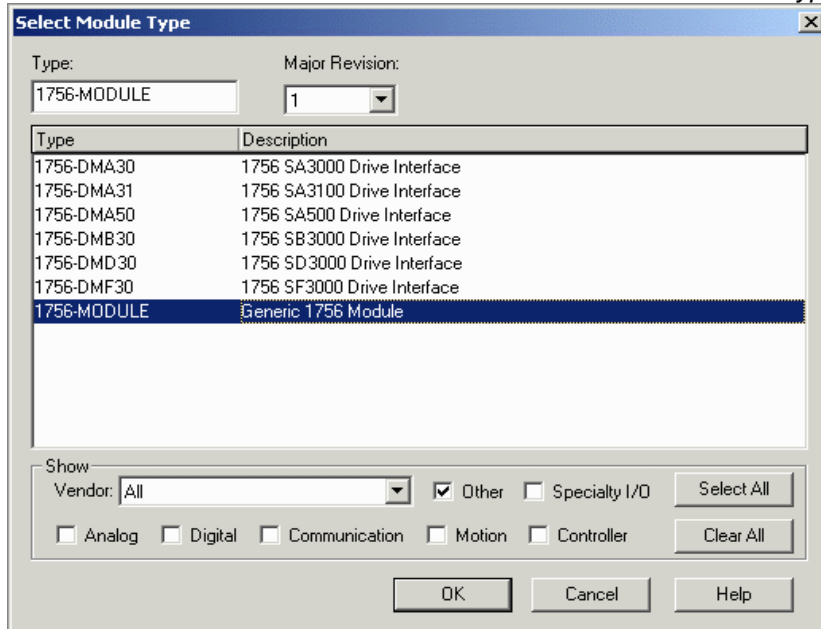 Select Module Type
Type: Major Revision:
1756-MODULE 1
Type Description
1756-DMA30 1756 SA3000 Drive Interface
1756-DMA31 1756 SA3100 Drive Interface
1756-DMA50 1756 SA500 Drive Interface
1756-DMB30 1756 SB3000 Drive Interface
1756-DMD30 1756 SD3000 Drive Interface
1756-DMF30 1756 SF3000 Drive Interface
1756-MODULE Generic 1756 Module
Show
Vendor: All Other Specialty I/O Select All
Analog Digital Communication Motion Controller Clear All
OK Cancel Help